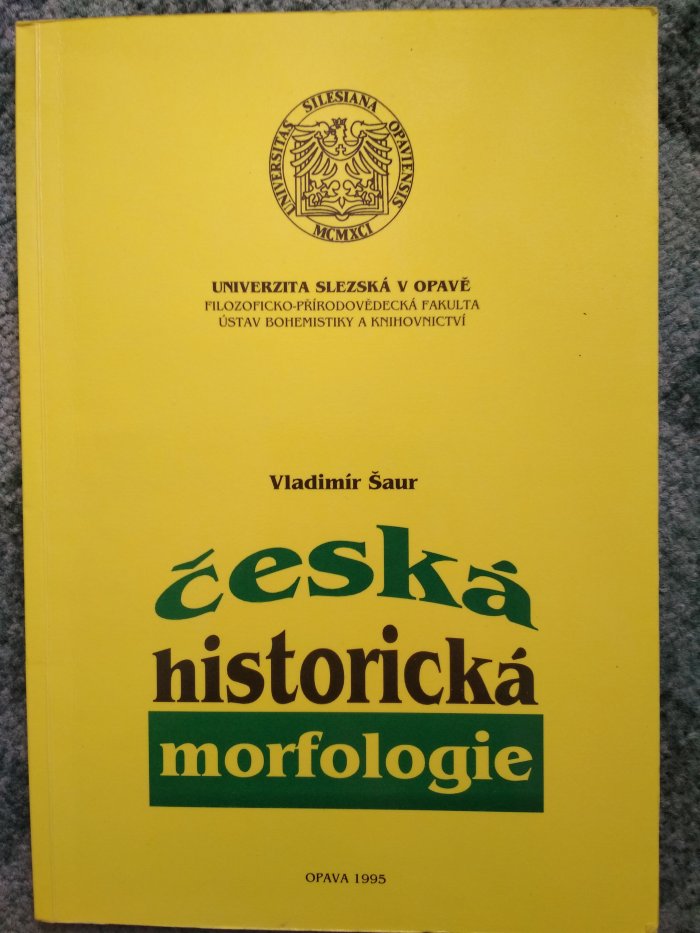 UNIVERSITAS SILESIANA OPAVIENSIS
MCMXCI
UNIVERZITA SLEZSKÁ V OPAVĚ
FILOZOFICKO-PŘÍRODOVĚDECKÁ FAKULTA
ÚSTAV BOHEMISTIKY A KNIHOVNICTVÍ
Vladimír Šaur
česká
historická
morfologie
OPAVA 1995